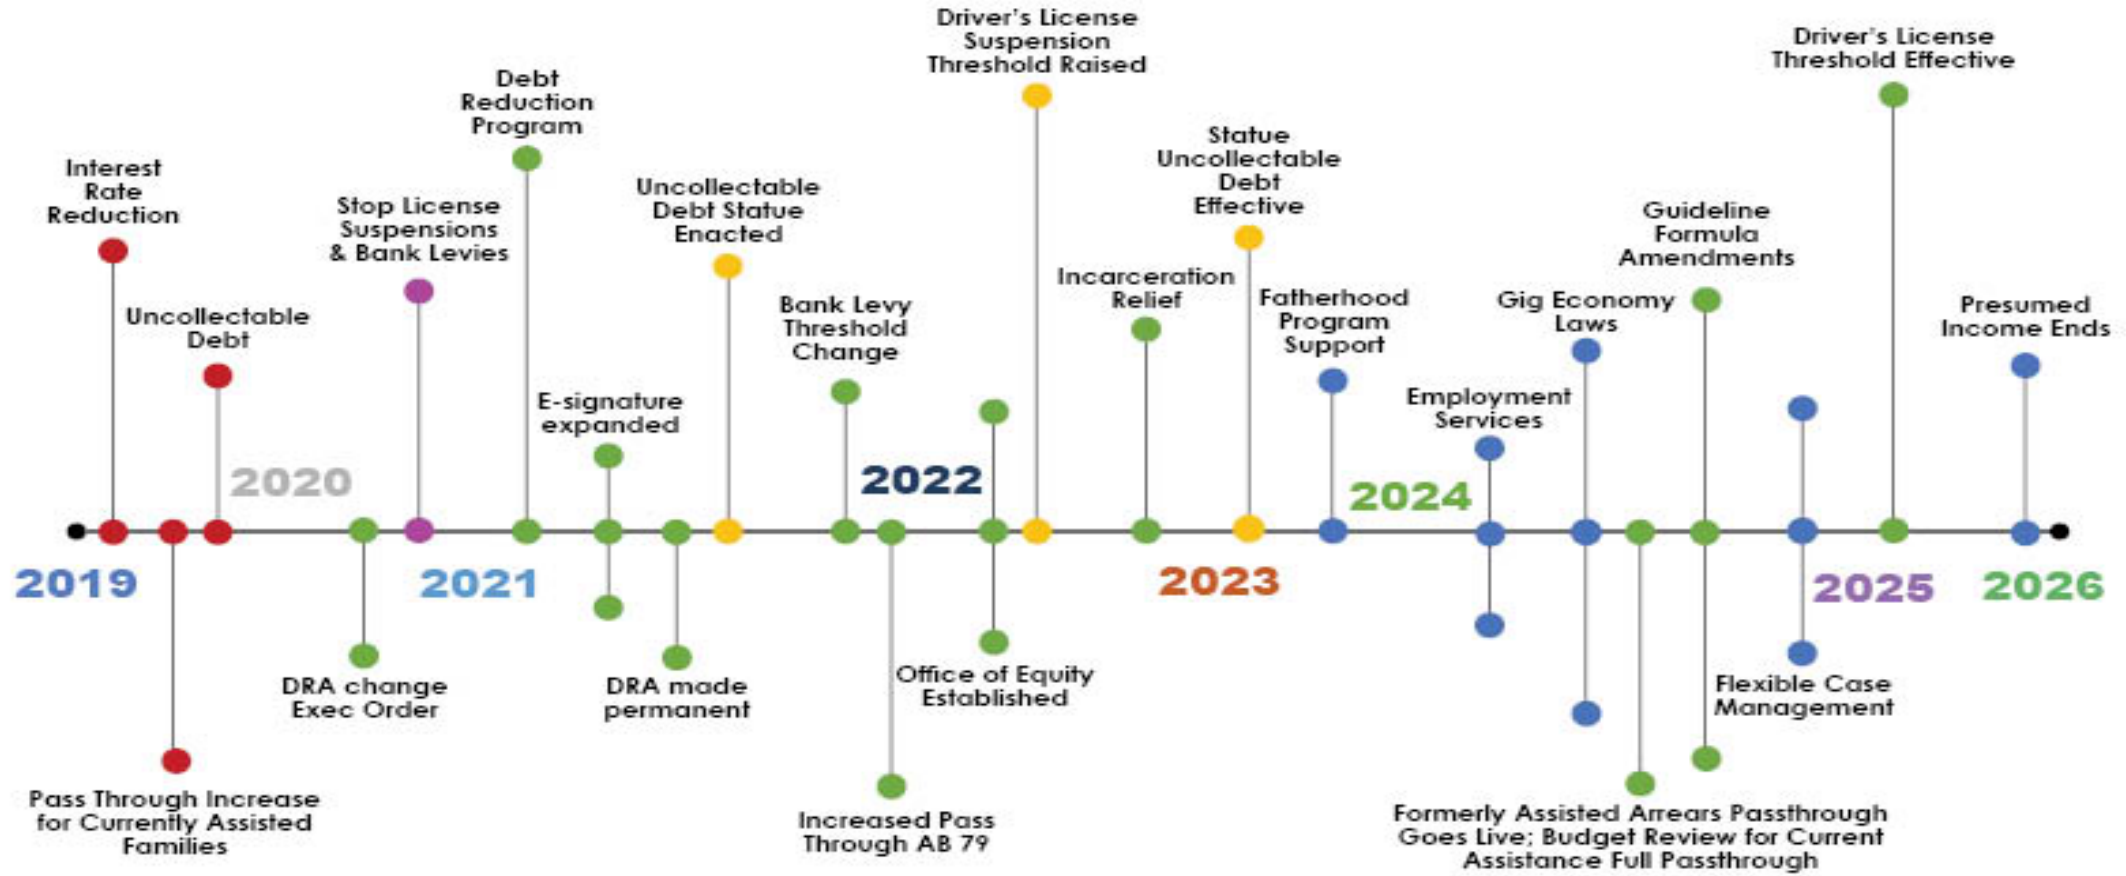 Driver's License
Suspension
Threshold Raised
Driver's License
Threshold Effective
Debt
Reduction
Program
Statue
Uncollectable
Debt
Effective
Interest
Rate
Reduction
Stop License
Suspensions
& Bank Levies
Uncollectable
Debt Statue
Enacted
Guideline
Formula
Amendments
Incarceration
Relief
Uncollectable
Debt
Bank Levy
Threshold
Change
Fatherhood
Program
Support
Gig Economy
Laws
Presumed
Income Ends
E-signature
expanded
Employment
Services
2020
2022
2024
2019
2021
2023
2025
2026
DRA change
Exec Order
DRA made
permanent
Office of Equity
Established
Flexible Case
Management
Pass Through Increase
for Currently Assisted
Families
Increased Pass
Through AB 79
Formerly Assisted Arrears Passthrough
Goes Live; Budget Review for Current
Assistance Full Passthrough